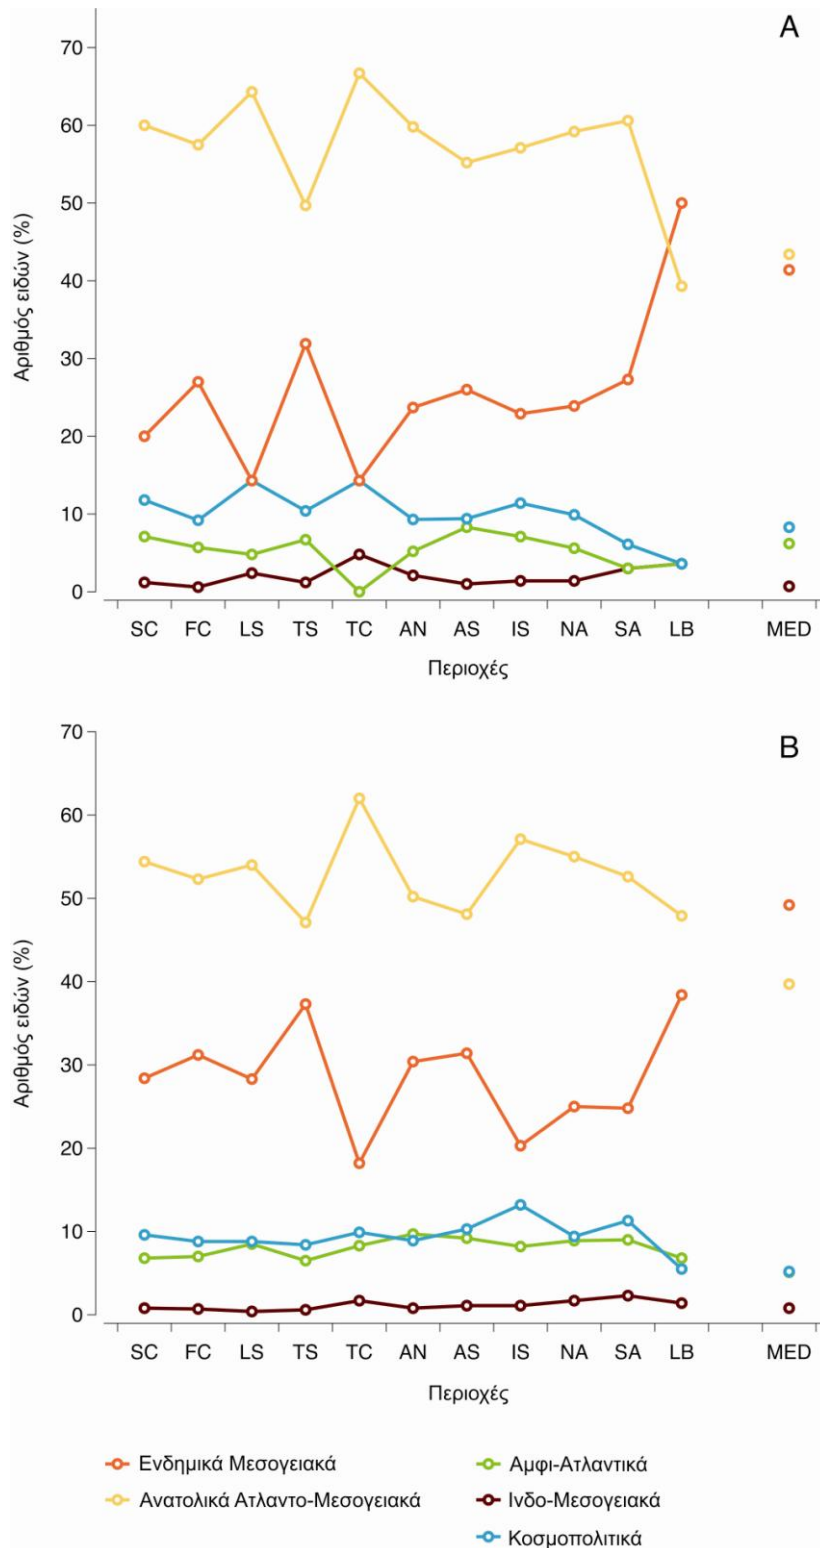 A
70
60
50
40
30
20
10
0
Αριθμός ειδών (%)
SC FC LS TS TC AN AS IS NA SA LB MED
Περιοχές
B
70
60
50
40
30
20
10
0
Αριθμός ειδών (%)
SC FC LS TS TC AN AS IS NA SA LB MED
Περιοχές
Ενδημικά Μεσογειακά
Ανατολικά Ατλαντο-Μεσογειακά
Αμφι-Ατλαντικά
Ινδο-Μεσογειακά
Κοσμοπολιτικά